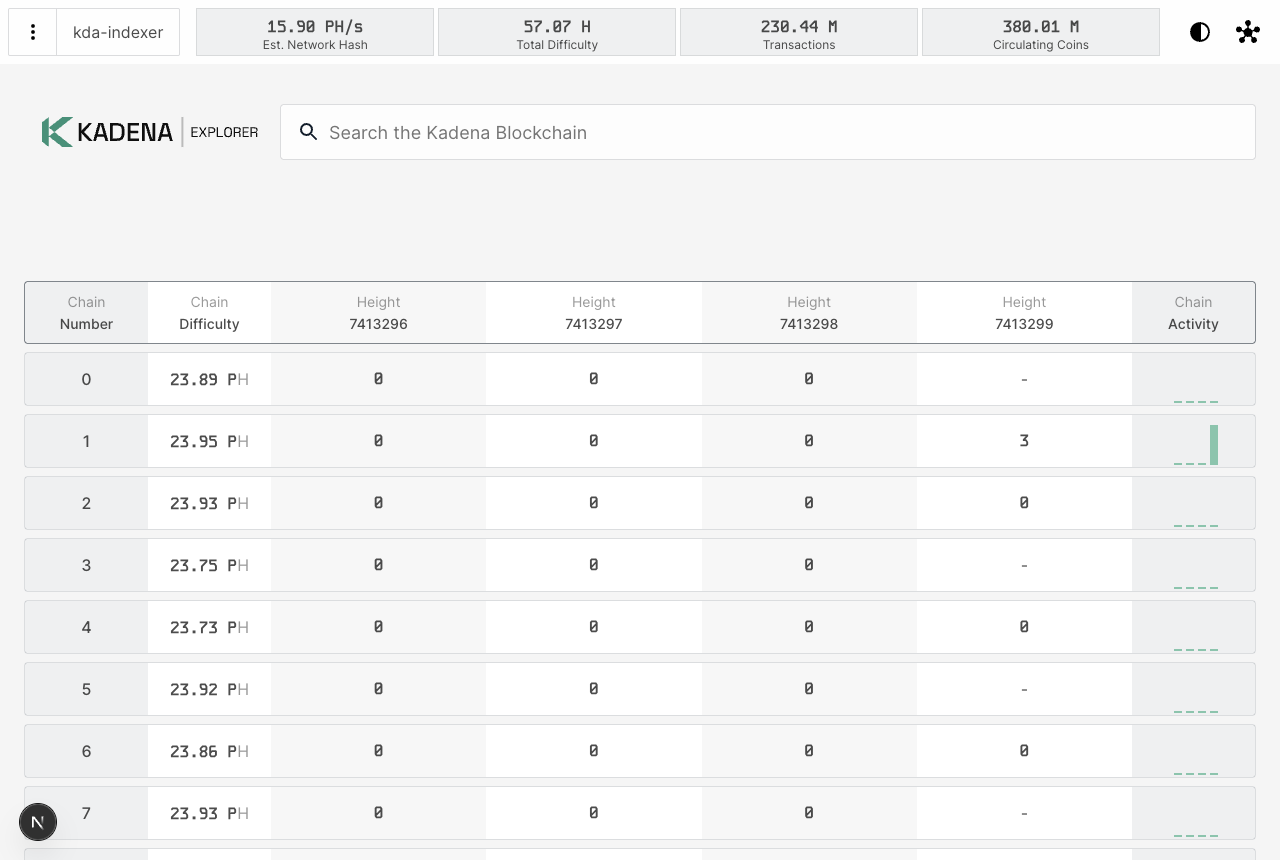 kda-indexer
15.90 PH/s
Est. Network Hash
57.07 H
Total Difficulty
230.44 M
Transactions
380.01 M
Circulating Coins
KADENA EXPLORER
Search the Kadena Blockchain
Chain Number
Chain Difficulty
Height 7413296
Height 7413297
Height 7413298
Height 7413299
Chain Activity
0 23.89 PH 0 0 0 -
1 23.95 PH 0 0 0 3
2 23.93 PH 0 0 0 0
3 23.75 PH 0 0 0 -
4 23.73 PH 0 0 0 0
5 23.92 PH 0 0 0 -
6 23.86 PH 0 0 0 0
7 23.93 PH 0 0 0 -
N